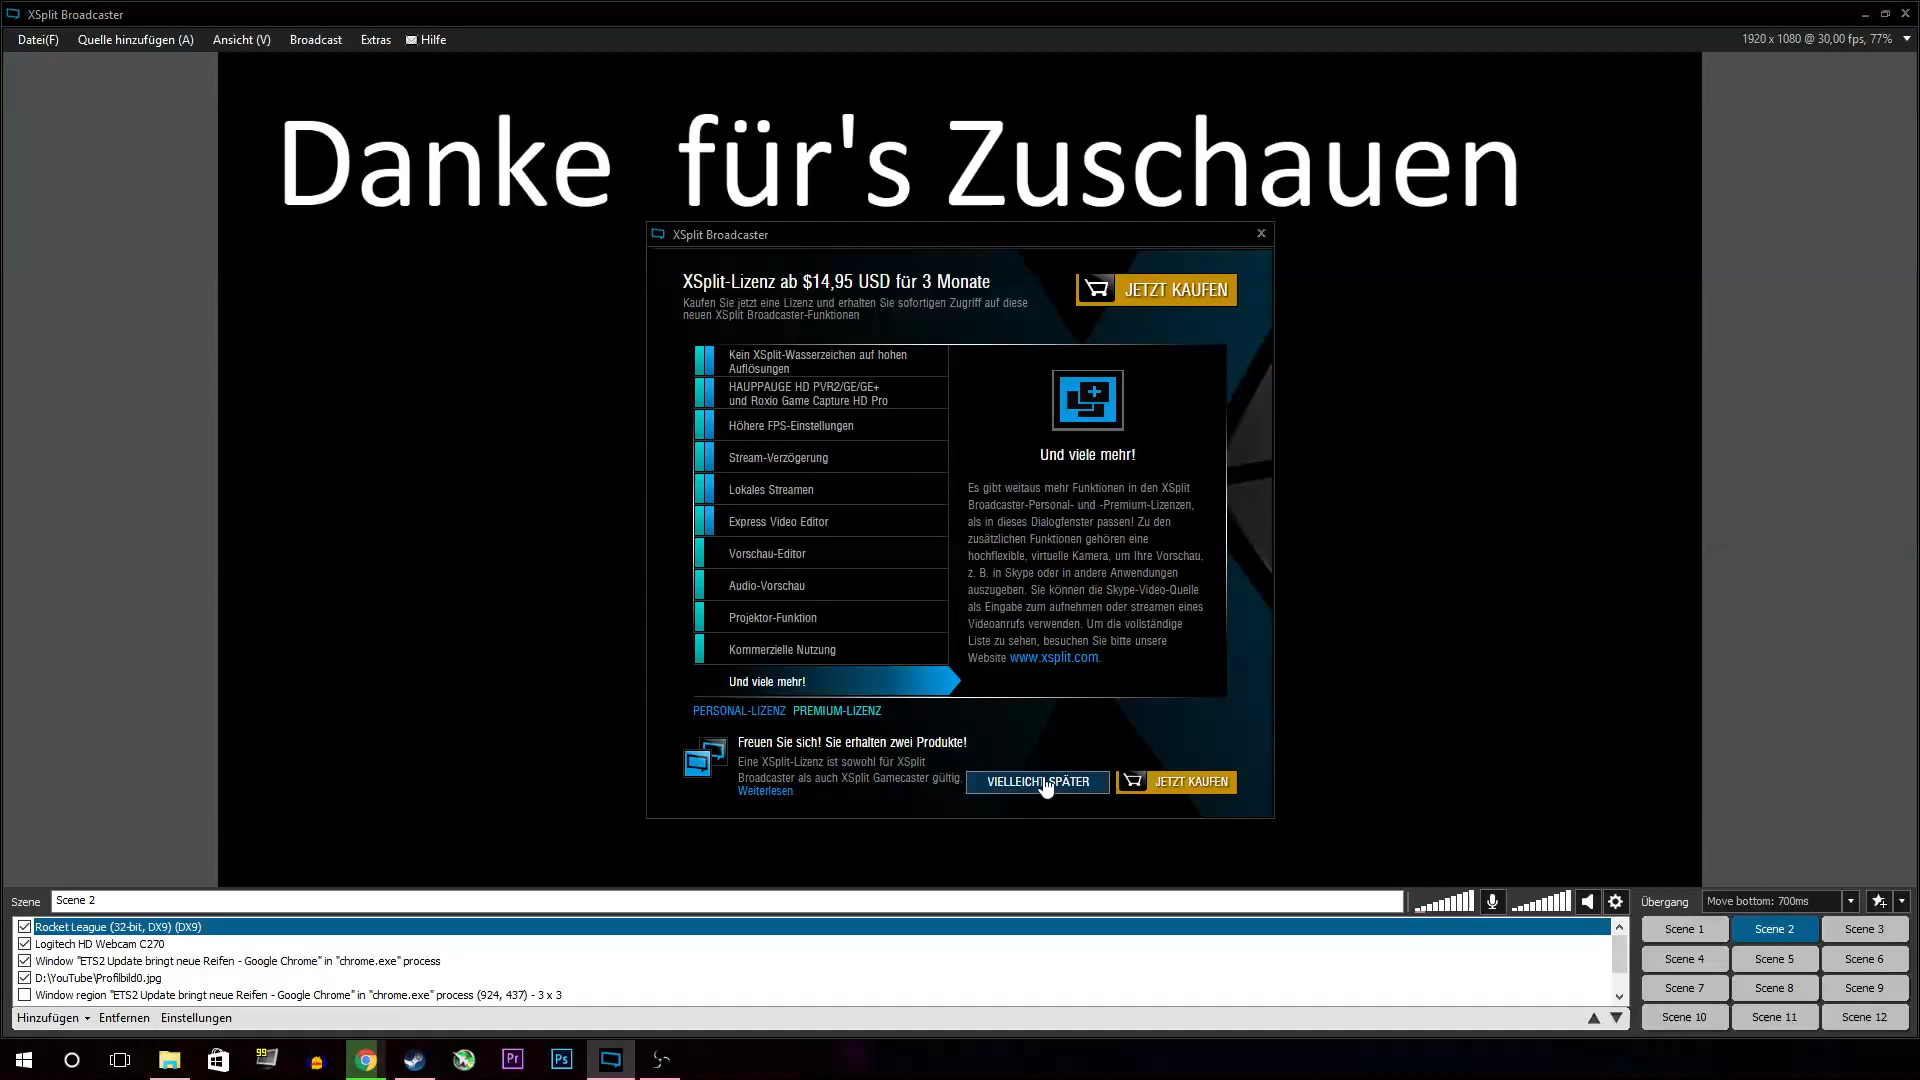 XSplit Broadcaster
Datei(F) Quelle hinzufügen (A) Ansicht (V) Broadcast Extras Hilfe
1920 x 1080 @ 30,00 fps, 77%
Danke für's Zuschauen
XSplit Broadcaster
XSplit-Lizenz ab $14,95 USD für 3 Monate
Kaufen Sie jetzt eine Lizenz und erhalten Sie sofortigen Zugriff auf diese
neuen XSplit Broadcaster-Funktionen
JETZT KAUFEN
Kein XSplit-Wasserzeichen auf hohen
Auflösungen
HAUPPAUGE HD PVR2/GE/GE+
und Roxio Game Capture HD Pro
Höhere FPS-Einstellungen
Stream-Verzögerung
Lokales Streamen
Express Video Editor
Vorschau-Editor
Audio-Vorschau
Projektor-Funktion
Kommerzielle Nutzung
Und viele mehr!
Und viele mehr!
Es gibt weitaus mehr Funktionen in den XSplit
Broadcaster-Personal- und -Premium-Lizenzen,
als in dieses Dialogfenster passen! Zu den
zusätzlichen Funktionen gehören eine
hochflexible, virtuelle Kamera, um Ihre Vorschau,
z. B. in Skype oder in andere Anwendungen
auszugeben. Sie können die Skype-Video-Quelle
als Eingabe zum aufnehmen oder streamen eines
Videoanrufs verwenden. Um die vollständige
Liste zu sehen, besuchen Sie bitte unsere
Website www.xsplit.com.
PERSONAL-LIZENZ PREMIUM-LIZENZ
Freuen Sie sich! Sie erhalten zwei Produkte!
Eine XSplit-Lizenz ist sowohl für XSplit
Broadcaster als auch XSplit Gamecaster gültig.
Weiterlesen
VIELLEICHT SPÄTER
JETZT KAUFEN
Szene Scene 2
Rocket League (32-bit, DX9) (DX9)
Logitech HD Webcam C270
Window "ETS2 Update bringt neue Reifen - Google Chrome" in "chrome.exe" process
D:\YouTube\Profilbild0.jpg
Window region "ETS2 Update bringt neue Reifen - Google Chrome" in "chrome.exe" process (924, 437) - 3 x 3
Hinzufügen Entfernen Einstellungen
Übergang Move bottom: 700ms
Scene 1 Scene 2 Scene 3
Scene 4 Scene 5 Scene 6
Scene 7 Scene 8 Scene 9
Scene 10 Scene 11 Scene 12
99
Pr
Ps